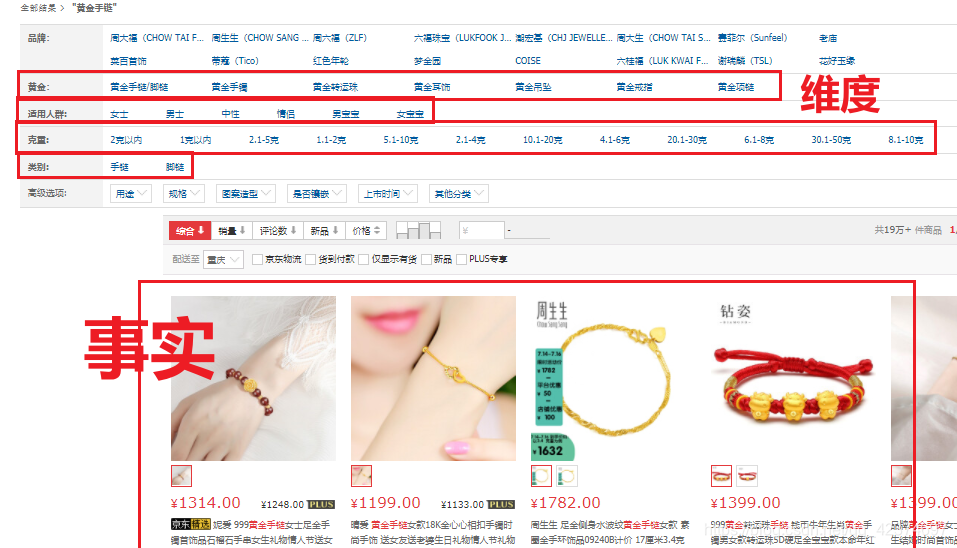 全部结果 > "黄金手链"
品牌: 周大福（CHOW TAI F... 周生生（CHOW SANG ... 周六福（ZLF） 六福珠宝（LUKFOOK J... 潮宏基（CHJ JEWELLE... 周大生（CHOW TAI S... 喜菲尔（Sunfeel） 老庙
菜百首饰 蒂蔻（Tico） 红色年轮 梦金园 COISE 六桂福（LUK KWAI F... 谢瑞麟（TSL） 花好玉缘
黄金: 黄金手链/脚链 黄金手镯 黄金转运珠 黄金耳饰 黄金吊坠 黄金戒指 黄金项链
维度
适用人群: 女士 男士 中性 情侣 男宝宝 女宝宝
克重: 2克以内 1克以内 2.1-5克 1.1-2克 5.1-10克 2.1-4克 10.1-20克 4.1-6克 20.1-30克 6.1-8克 30.1-50克 8.1-10克
类别: 手链 脚链
高级选项: 用途 规格 图案造型 是否镶嵌 上市时间 其他分类
综合 销量 评论数 新品 价格 ¥ - 共19万+ 件商品 1
配送至 重庆 京东物流 货到付款 仅显示有货 新品 PLUS专享
事实
周生生
Chow Sang Sang
7.14-7.16
¥1782
平台优惠
¥50
店铺优惠
¥100
¥1632
钻姿
¥1314.00 ¥1248.00 PLUS ¥1199.00 ¥1133.00 PLUS ¥1782.00 ¥1399.00 ¥1399.00
京东精选 妮爱 999黄金手链女士足金手 晴爱 黄金手链女款18K金心心相扣手镯时 周生生 足金侧身水波纹黄金手链女款 素 999黄金转运珠手链 品牌黄金手链女
镯首饰品石榴石手串女生礼物情人节送女 尚手饰 送女友送老婆生日礼物情人节礼物 圈金手环饰品09240B计价 17厘米3.4克 链男女款转运珠5D硬足金宝宝款本命年红 生结婚时尚首饰品